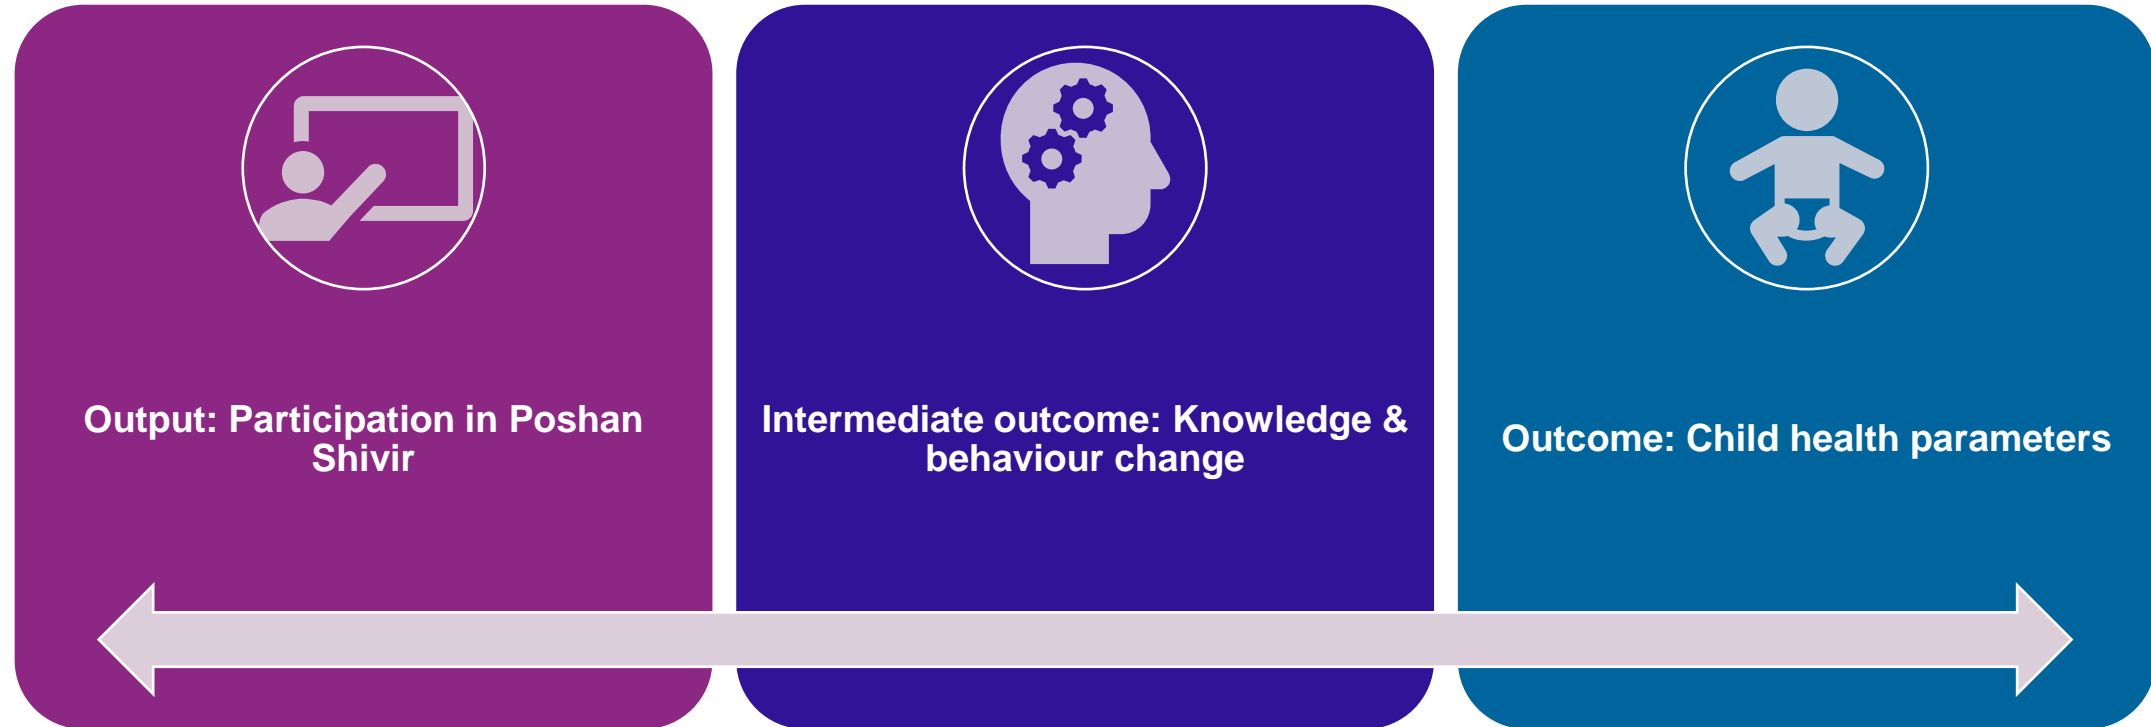 Output: Participation in Poshan
Shivir
Intermediate outcome: Knowledge &
behaviour change
Outcome: Child health parameters